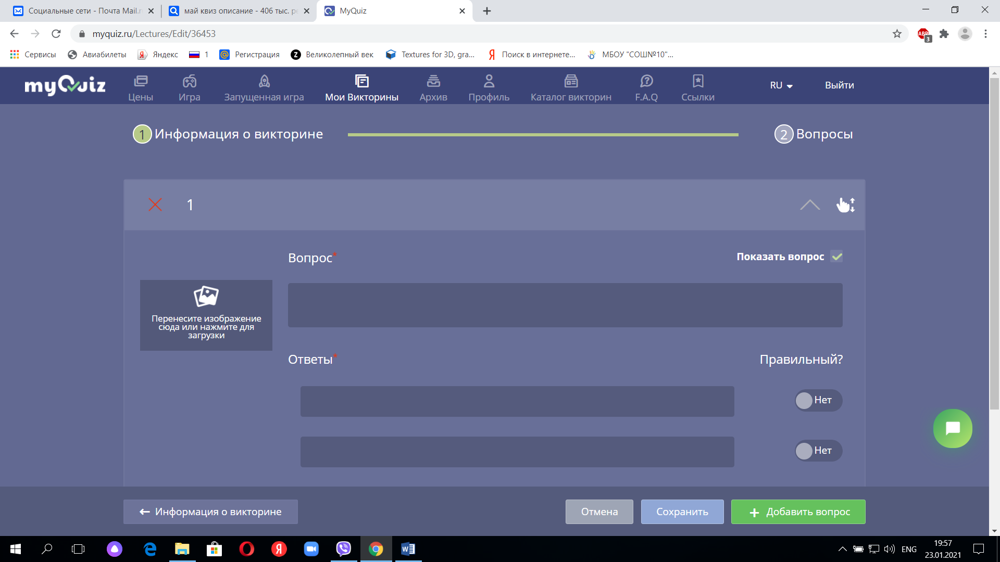 Социальные сети - Почта Mail.r
май квиз описание - 406 тыс. ре
MyQuiz
myquiz.ru/Lectures/Edit/36453
ABP
3
Сервисы
Авиабилеты
Яндекс
1
Регистрация
Великолепный век
Textures for 3D, gra...
Поиск в интернете...
МБОУ "СОШ№10"...
myQuiz
Цены
Игра
Запущенная игра
Мои Викторины
Архив
Профиль
Каталог викторин
F.A.Q
Ссылки
RU
Выйти
1 Информация о викторине
2 Вопросы
1
Вопрос*
Показать вопрос
Перенесите изображение
сюда или нажмите для
загрузки
Ответы*
Правильный?
Нет
Нет
← Информация о викторине
Отмена
Сохранить
+ Добавить вопрос
ENG
19:57
23.01.2021